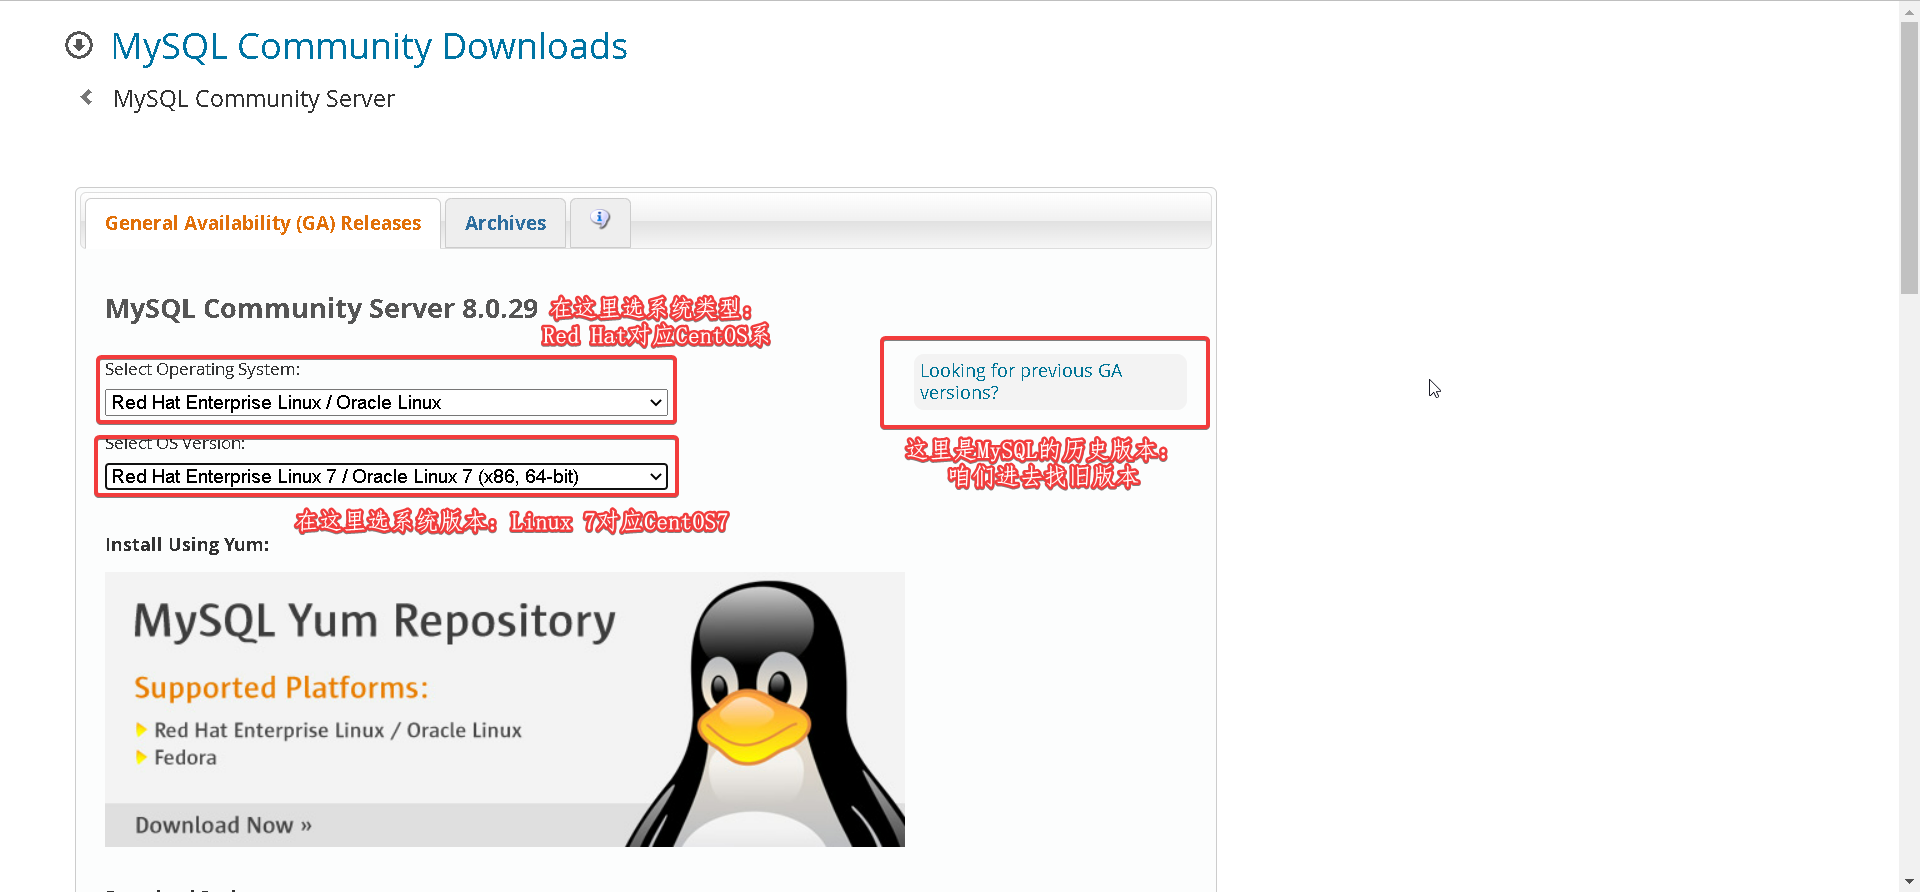 MySQL Community Downloads
MySQL Community Server
General Availability (GA) Releases
Archives
MySQL Community Server 8.0.29
在这里选系统类型:
Red Hat对应CentOS系
Select Operating System:
Red Hat Enterprise Linux / Oracle Linux
Looking for previous GA
versions?
Select OS Version:
Red Hat Enterprise Linux 7 / Oracle Linux 7 (x86, 64-bit)
这里是MySQL的历史版本:
咱们进去找旧版本
在这里选系统版本: Linux 7对应CentOS7
Install Using Yum:
MySQL Yum Repository
Supported Platforms:
Red Hat Enterprise Linux / Oracle Linux
Fedora
Download Now »